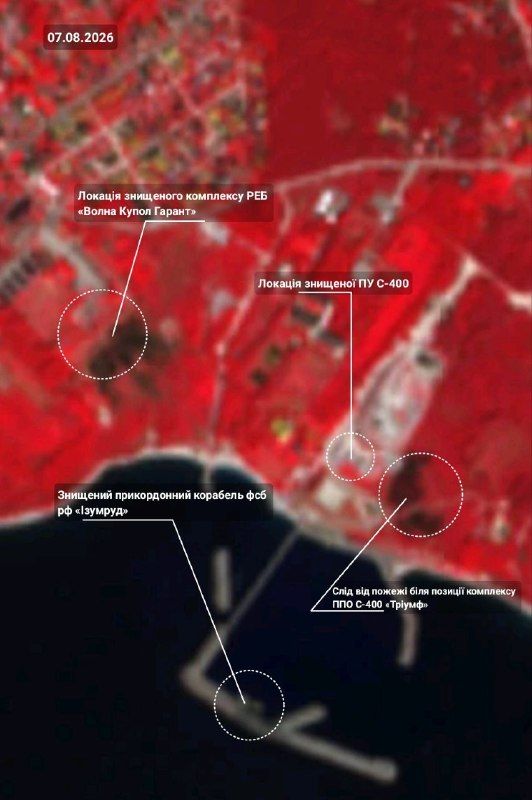 07.08.2026
Локація знищеного комплексу РЕБ
«Волна Купол Гарант»
Локація знищеної ПУ С-400
Знищений прикордонний корабель фсб
рф «Ізумруд»
Слід від пожежі біля позиції комплексу
ППО С-400 «Тріумф»